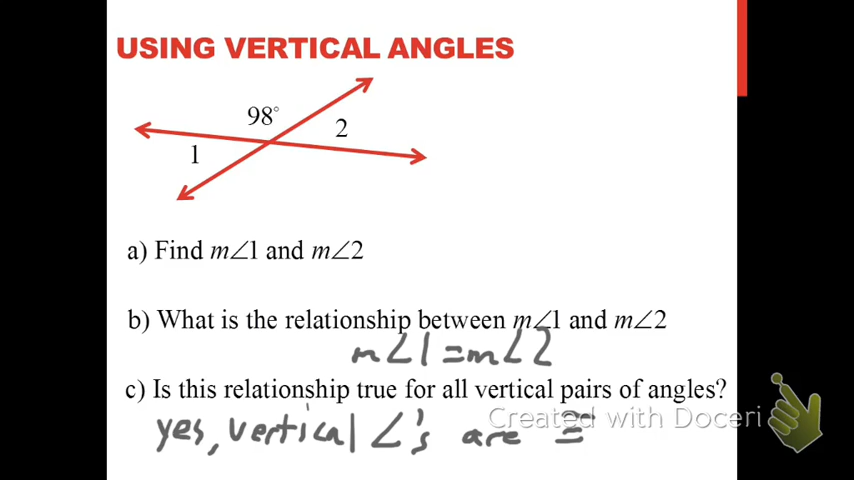 USING VERTICAL ANGLES
98°
2
1
a) Find m∠1 and m∠2
b) What is the relationship between m∠1 and m∠2
m∠1 = m∠2
c) Is this relationship true for all vertical pairs of angles?
Created with Doceri
yes, vertical ∠'s are ≅